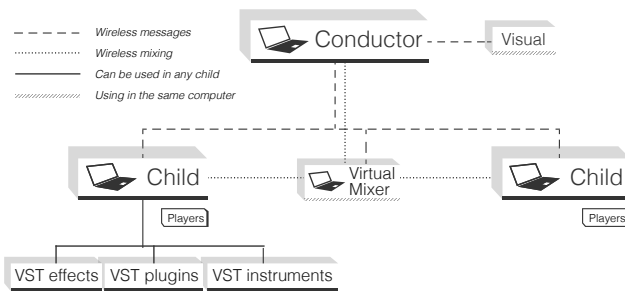 Wireless messages
Wireless mixing
Can be used in any child
Using in the same computer
Conductor
Visual
Child
Virtual
Mixer
Child
Players
Players
VST effects
VST plugins
VST instruments